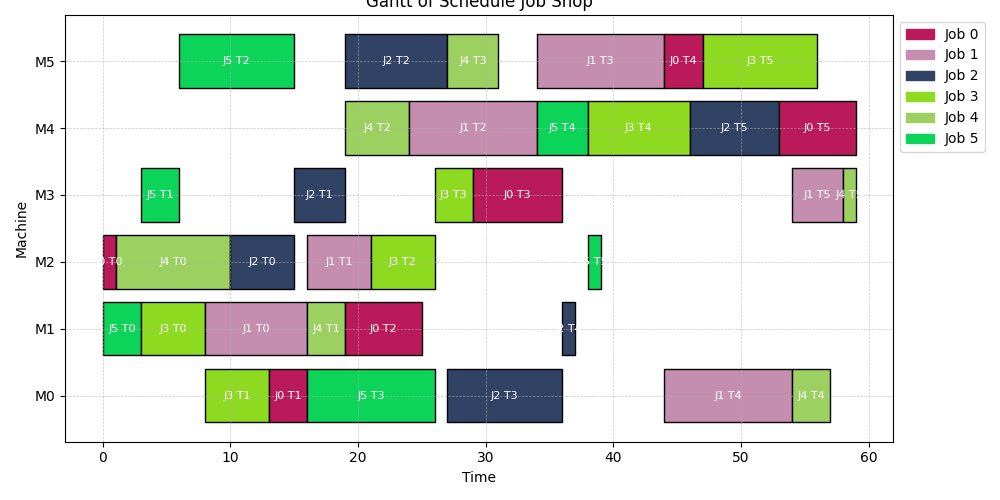 Gantt of Schedule Job Shop
Job 0
Job 1
Job 2
Job 3
Job 4
Job 5
Machine
M5
J5 T2
J2 T2
J4 T3
J1 T3
J0 T4
J3 T5
M4
J4 T2
J1 T2
J5 T4
J3 T4
J2 T5
J0 T5
M3
J5 T1
J2 T1
J3 T3
J0 T3
J1 T5
J4 T5
M2
T0
J4 T0
J2 T0
J1 T1
J3 T2
M1
J5 T0
J3 T0
J1 T0
J4 T1
J0 T2
M0
J3 T1
J0 T1
J5 T3
J2 T3
J1 T4
J4 T4
0 10 20 30 40 50 60
Time